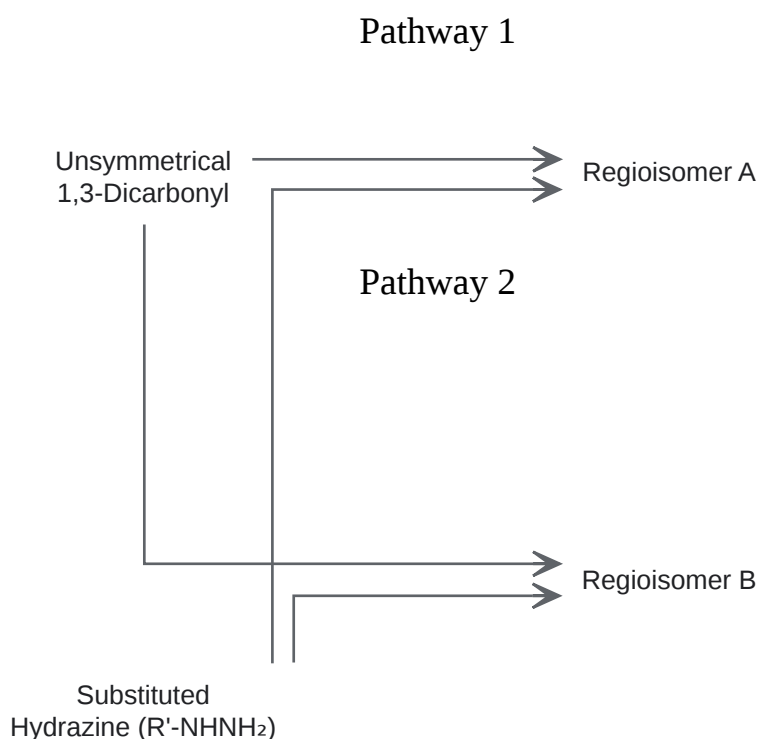 Pathway 1
Unsymmetrical
1,3-Dicarbonyl
Regioisomer A
Pathway 2
Regioisomer B
Substituted
Hydrazine (R'-NHNH₂)